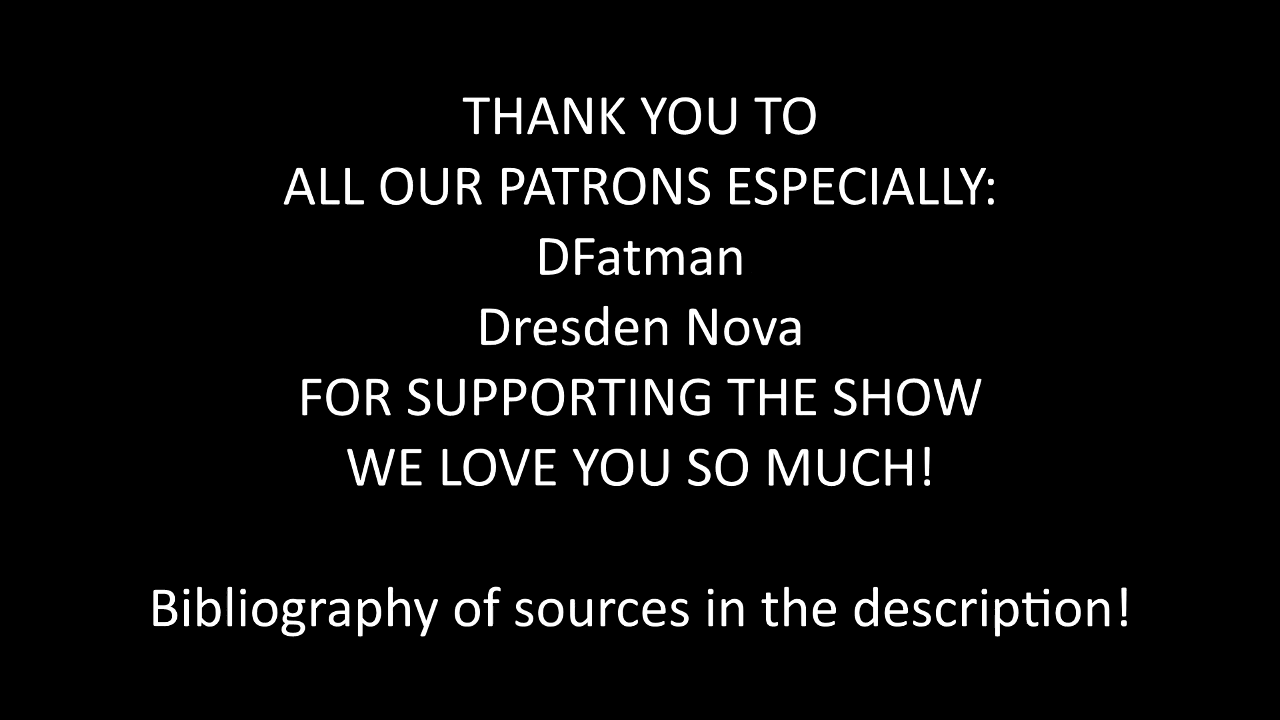 THANK YOU TO
ALL OUR PATRONS ESPECIALLY:
DFatman
Dresden Nova
FOR SUPPORTING THE SHOW
WE LOVE YOU SO MUCH!
Bibliography of sources in the description!